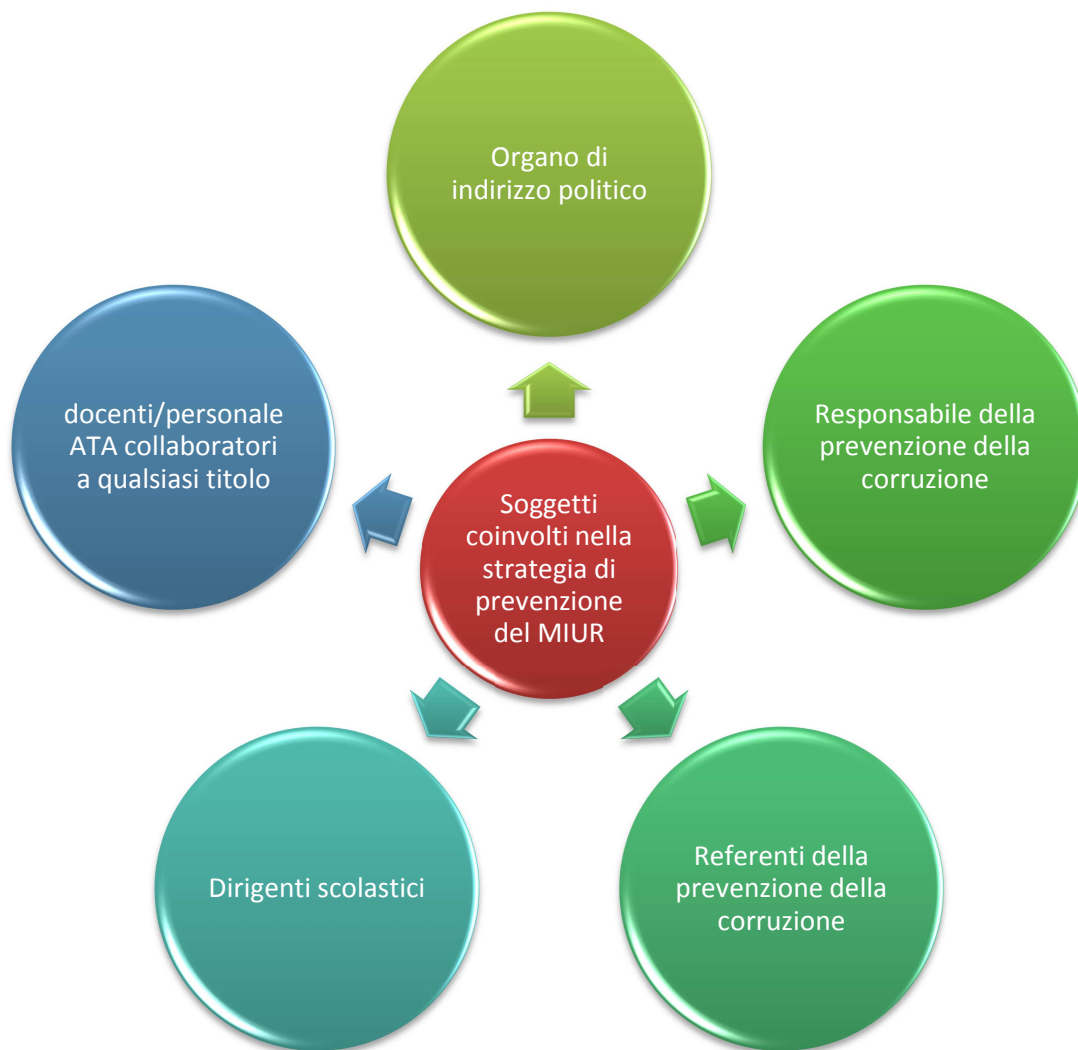 Organo di
indirizzo politico
docenti/personale
ATA collaboratori
a qualsiasi titolo
Responsabile della
prevenzione della
corruzione
Soggetti
coinvolti nella
strategia di
prevenzione
del MIUR
Dirigenti scolastici
Referenti della
prevenzione della
corruzione